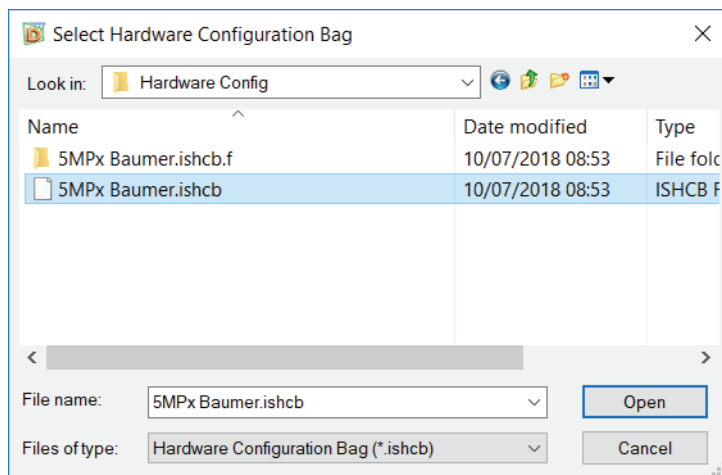 Select Hardware Configuration Bag
Look in: Hardware Config
Name Date modified Type
5MPx Baumer.ishcb.f 10/07/2018 08:53 File folc
5MPx Baumer.ishcb 10/07/2018 08:53 ISHCB F
File name: 5MPx Baumer.ishcb Open
Files of type: Hardware Configuration Bag (*.ishcb) Cancel